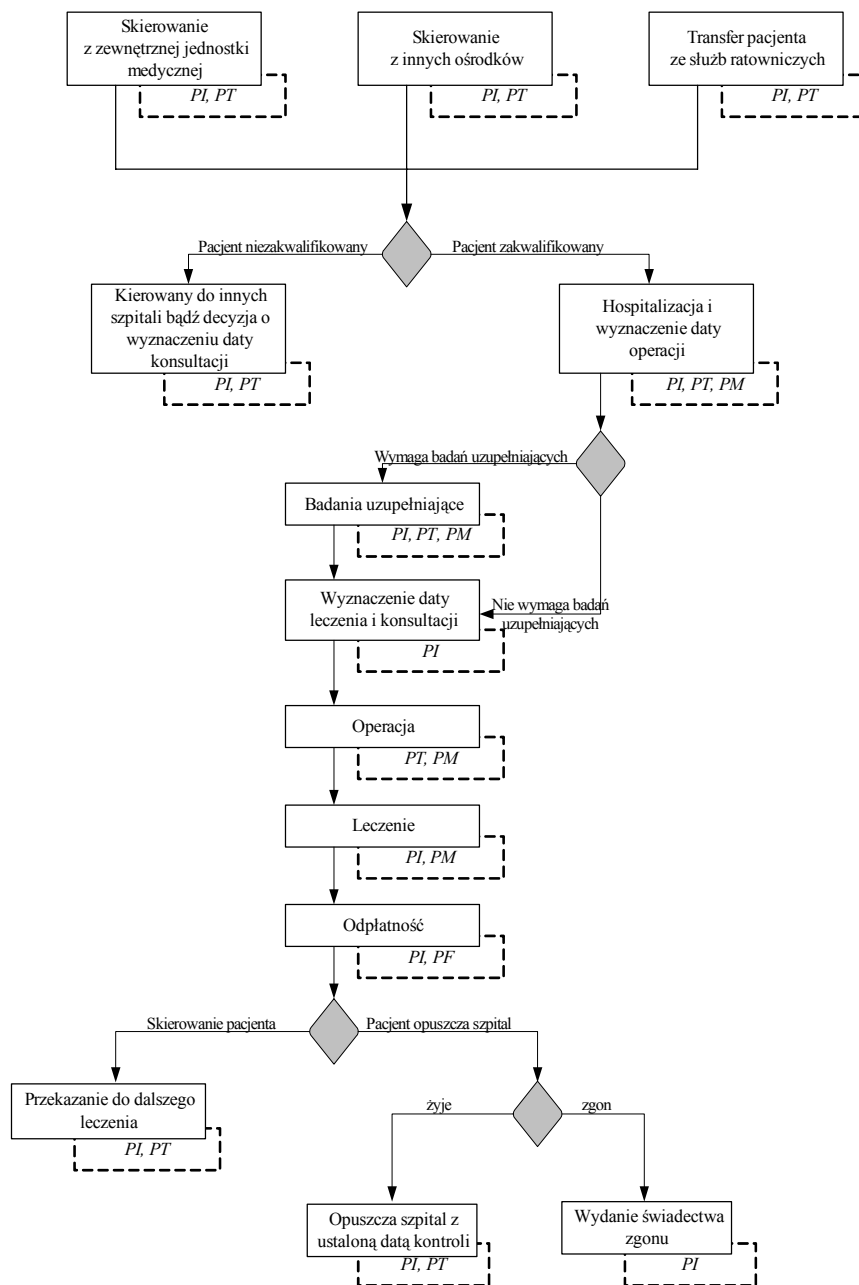 Skierowanie
z zewnętrznej jednostki
medycznej
PI, PT
Skierowanie
z innych ośrodków
PI, PT
Transfer pacjenta
ze służb ratowniczych
PI, PT
Pacjent niezakwalifikowany
Pacjent zakwalifikowany
Kierowany do innych
szpitali bądź decyzja o
wyznaczeniu daty
konsultacji
PI, PT
Hospitalizacja i
wyznaczenie daty
operacji
PI, PT, PM
Wymaga badań uzupełniających
Badania uzupełniające
PI, PT, PM
Wyznaczenie daty
leczenia i konsultacji
PI
Nie wymaga badań
uzupełniających
Operacja
PT, PM
Leczenie
PI, PM
Odpłatność
PI, PF
Skierowanie pacjenta
Pacjent opuszcza szpital
Przekazanie do dalszego
leczenia
PI, PT
żyje
zgon
Opuszcza szpital z
ustaloną datą kontroli
PI, PT
Wydanie świadectwa
zgonu
PI